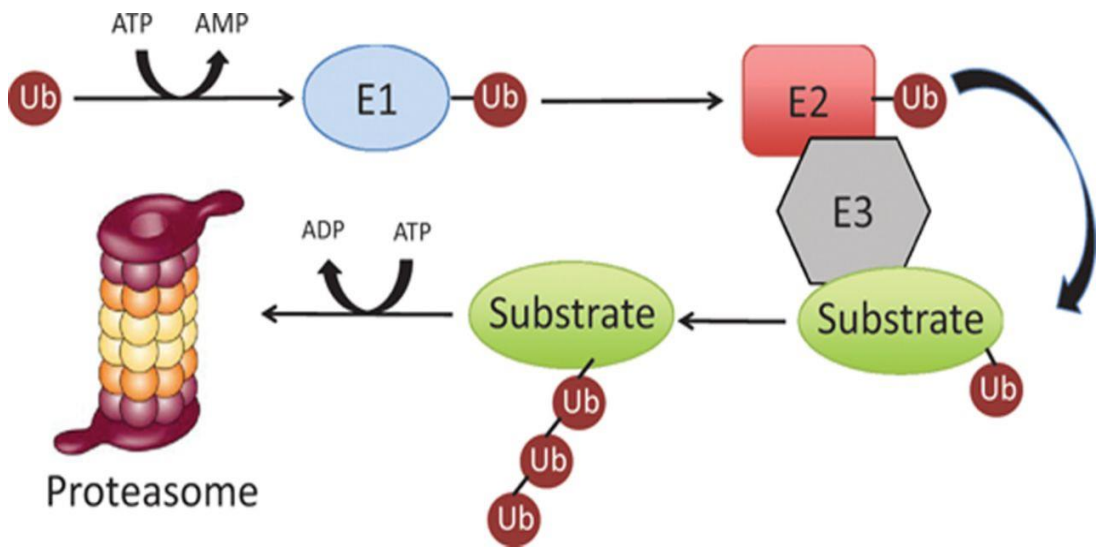 ATP AMP
Ub
E1
Ub
E2
Ub
E3
ADP ATP
Substrate
Substrate
Ub
Ub
Ub
Ub
Proteasome